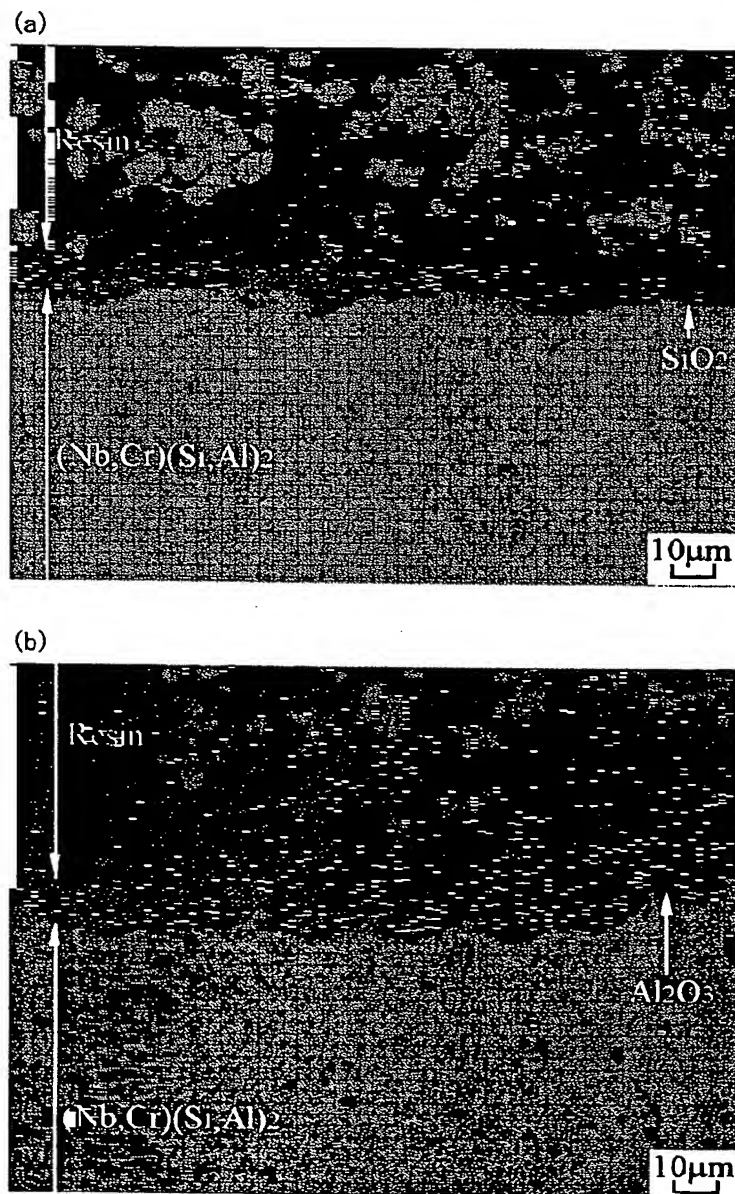 (a)
Resin
SiO2
(Nb,Cr)(Si,Al)2
10μm
(b)
Resin
Al2O3
(Nb,Cr)(Si,Al)2
10μm